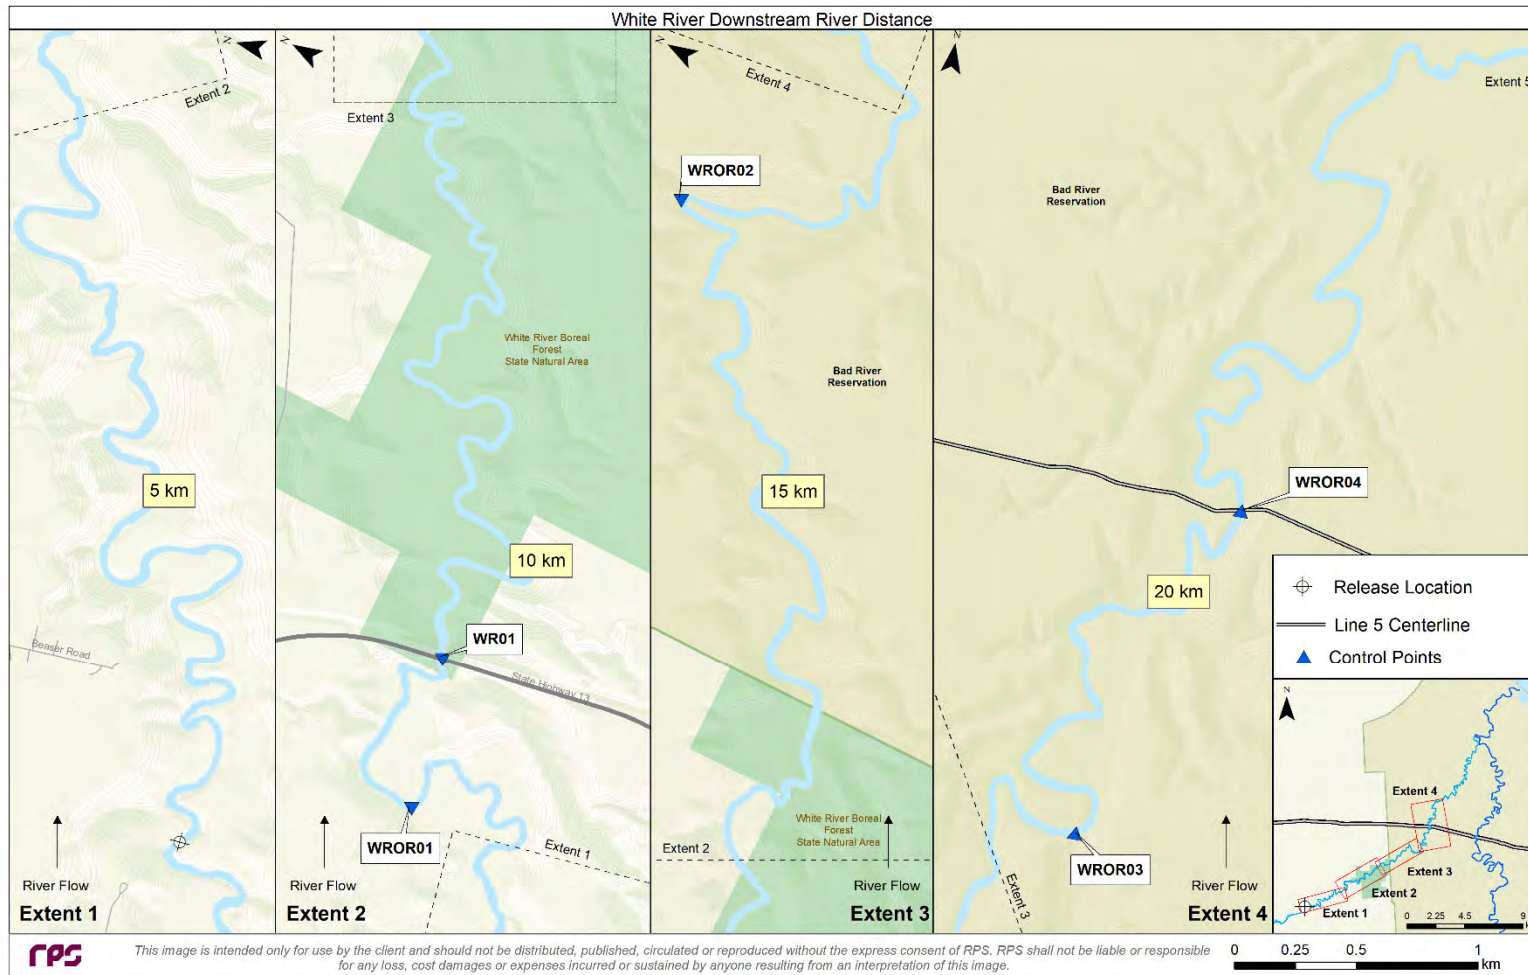 White River Downstream River Distance
N
Extent 2
5 km
Beaser Road
River Flow
Extent 1
N
Extent 3
White River Boreal
Forest
State Natural Area
10 km
WR01
State Highway 13
WROR01
Extent 1
River Flow
Extent 2
N
Extent 4
WROR02
Bad River
Reservation
15 km
White River Boreal
Forest
State Natural Area
Extent 2
River Flow
Extent 3
N
Extent 5
Bad River
Reservation
WROR04
20 km
WROR03
Extent 3
River Flow
Extent 4
Release Location
Line 5 Centerline
Control Points
N
Extent 4
Extent 3
Extent 2
Extent 1
0 2.25 4.5 9
RPS
This image is intended only for use by the client and should not be distributed, published, circulated or reproduced without the express consent of RPS. RPS shall not be liable or responsible
for any loss, cost damages or expenses incurred or sustained by anyone resulting from an interpretation of this image.
0 0.25 0.5 1
km